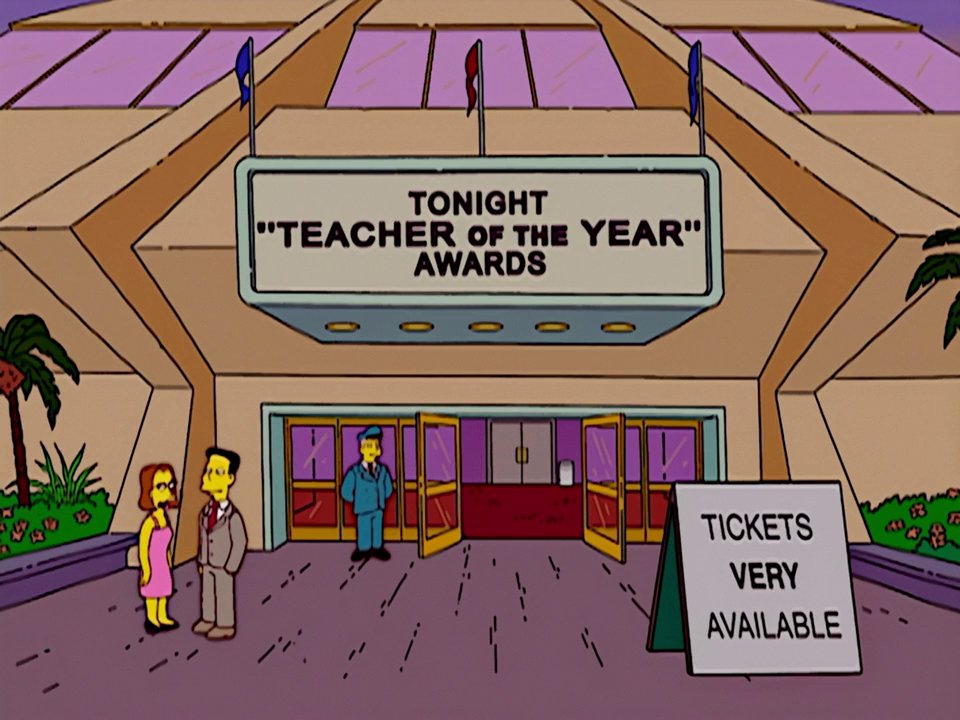 TONIGHT
"TEACHER OF THE YEAR"
AWARDS
TICKETS
VERY
AVAILABLE